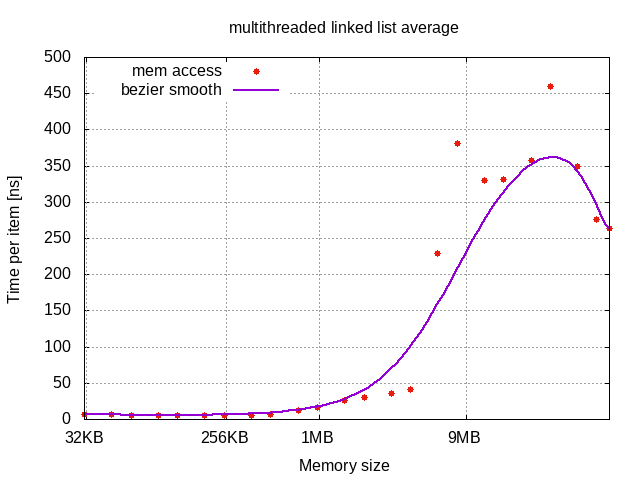 multithreaded linked list average
500
450
400
350
300
250
200
150
100
50
0
mem access
bezier smooth
Time per item [ns]
32KB
256KB
1MB
9MB
Memory size